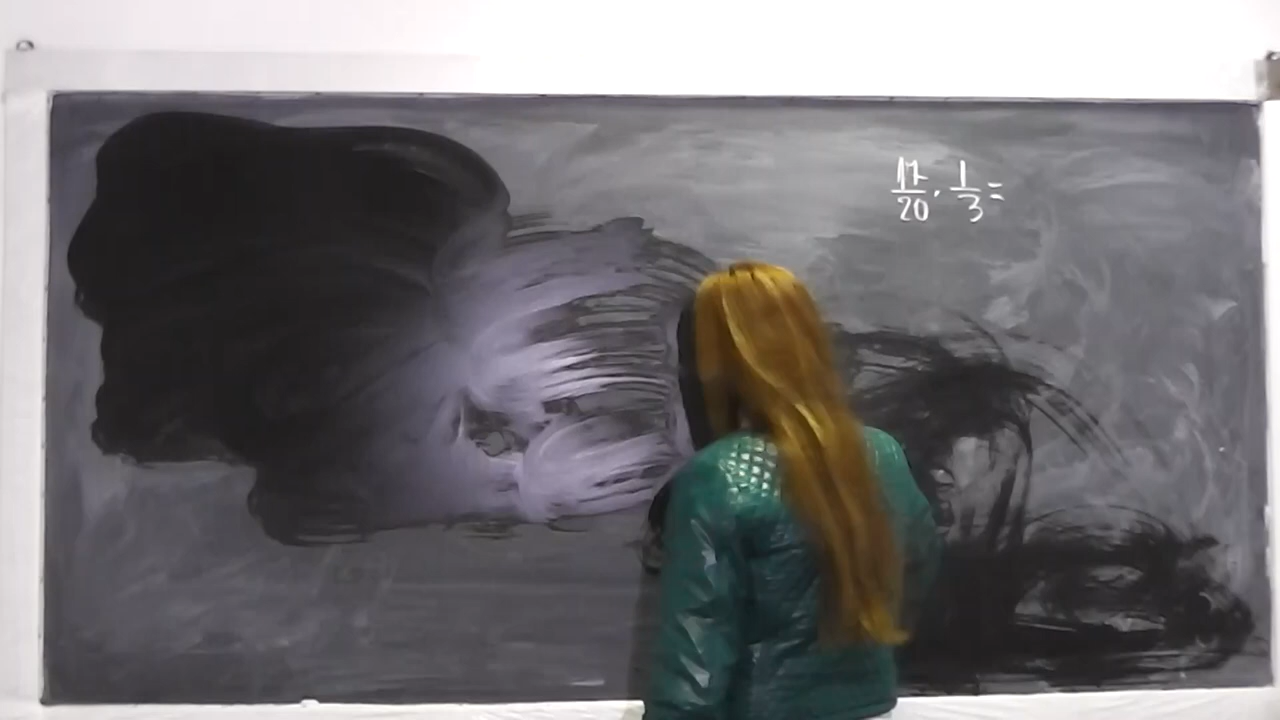 17/20 · 1/3 =